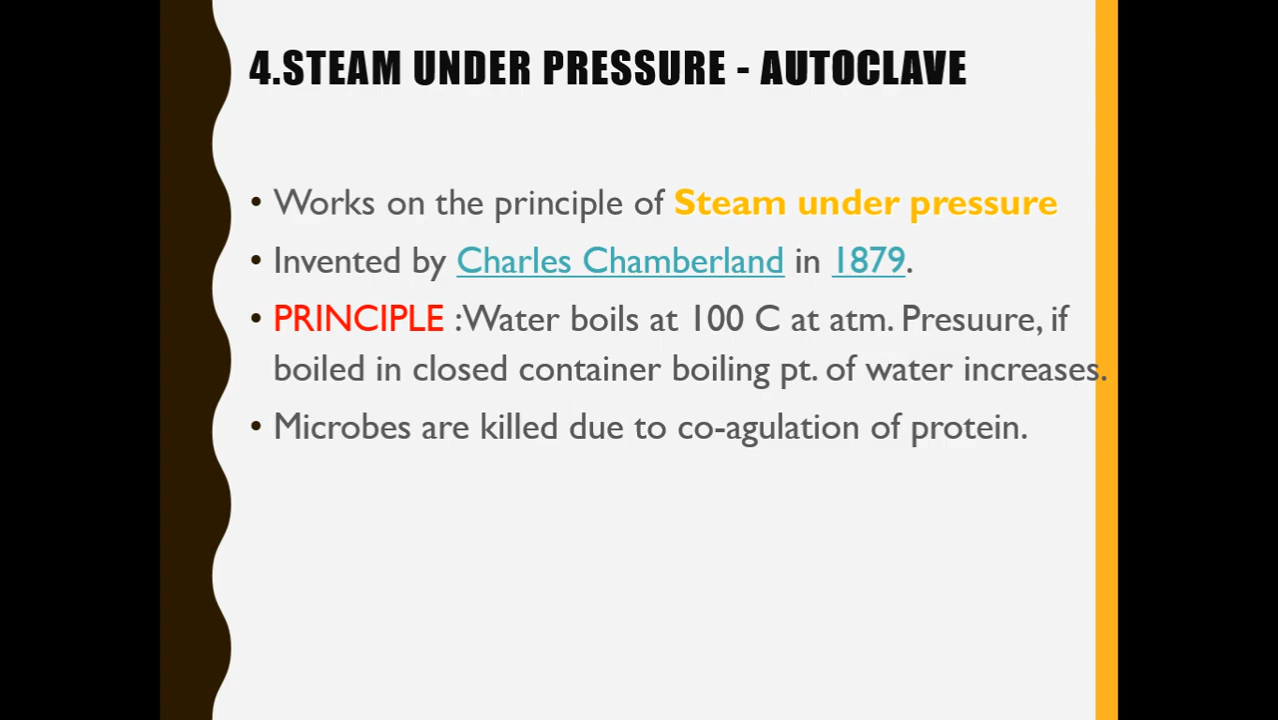 4.STEAM UNDER PRESSURE - AUTOCLAVE
• Works on the principle of Steam under pressure
• Invented by Charles Chamberland in 1879.
• PRINCIPLE :Water boils at 100 C at atm. Presuure, if
boiled in closed container boiling pt. of water increases.
• Microbes are killed due to co-agulation of protein.